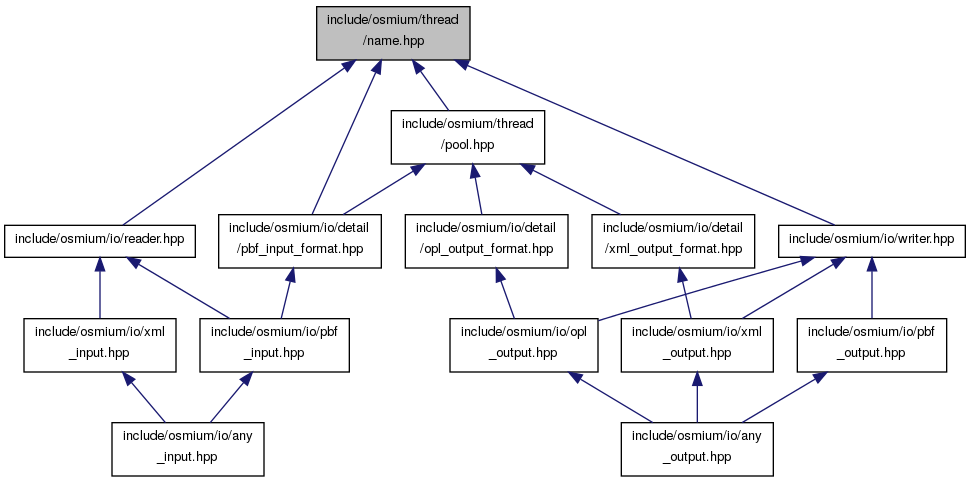 include/osmium/thread
/name.hpp
include/osmium/thread
/pool.hpp
include/osmium/io/reader.hpp
include/osmium/io/detail
/pbf_input_format.hpp
include/osmium/io/detail
/opl_output_format.hpp
include/osmium/io/detail
/xml_output_format.hpp
include/osmium/io/writer.hpp
include/osmium/io/xml
_input.hpp
include/osmium/io/pbf
_input.hpp
include/osmium/io/opl
_output.hpp
include/osmium/io/xml
_output.hpp
include/osmium/io/pbf
_output.hpp
include/osmium/io/any
_input.hpp
include/osmium/io/any
_output.hpp